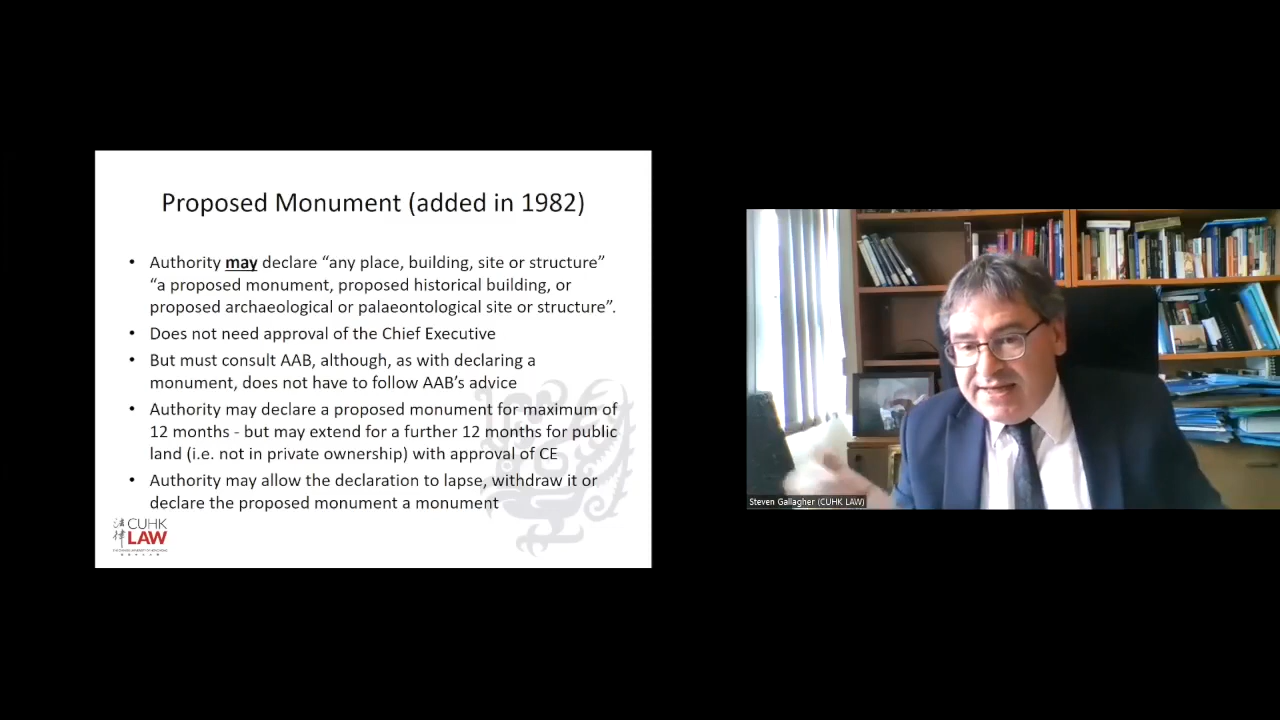 Proposed Monument (added in 1982)
• Authority may declare “any place, building, site or structure”
“a proposed monument, proposed historical building, or
proposed archaeological or palaeontological site or structure”.
• Does not need approval of the Chief Executive
• But must consult AAB, although, as with declaring a
monument, does not have to follow AAB’s advice
• Authority may declare a proposed monument for maximum of
12 months - but may extend for a further 12 months for public
land (i.e. not in private ownership) with approval of CE
• Authority may allow the declaration to lapse, withdraw it or
declare the proposed monument a monument
法 CUHK
律 LAW
Steven Gallagher (CUHK LAW)